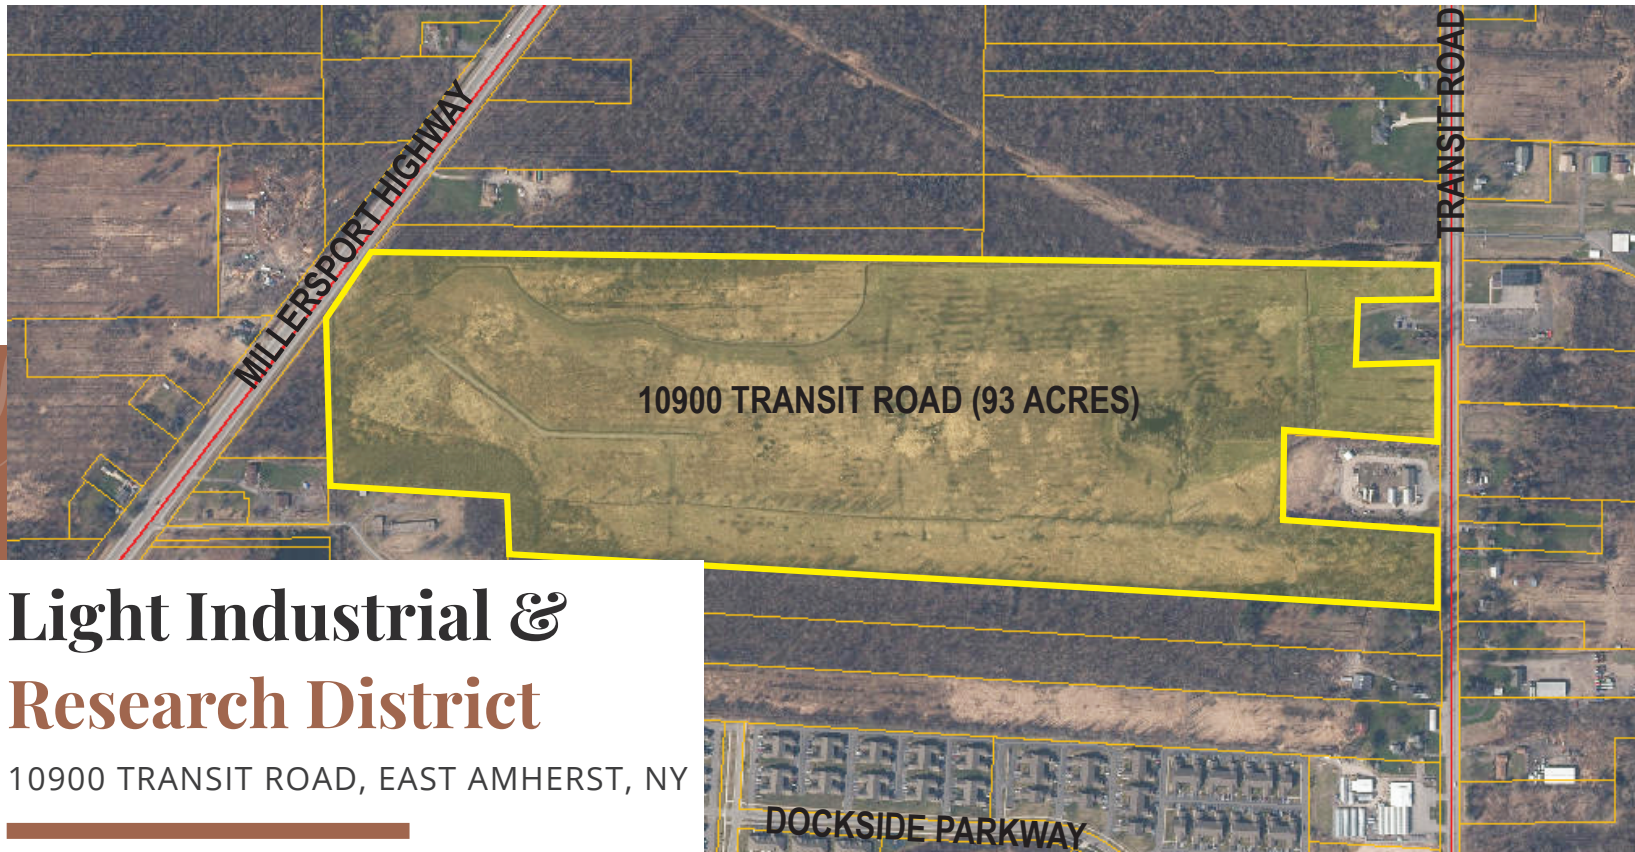 MILLERSPORT HIGHWAY
TRANSIT ROAD
10900 TRANSIT ROAD (93 ACRES)
Light Industrial &
Research District
10900 TRANSIT ROAD, EAST AMHERST, NY
DOCKSIDE PARKWAY